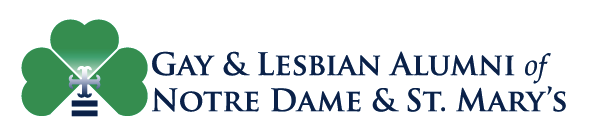 Gay & Lesbian Alumni of
Notre Dame & St. Mary's